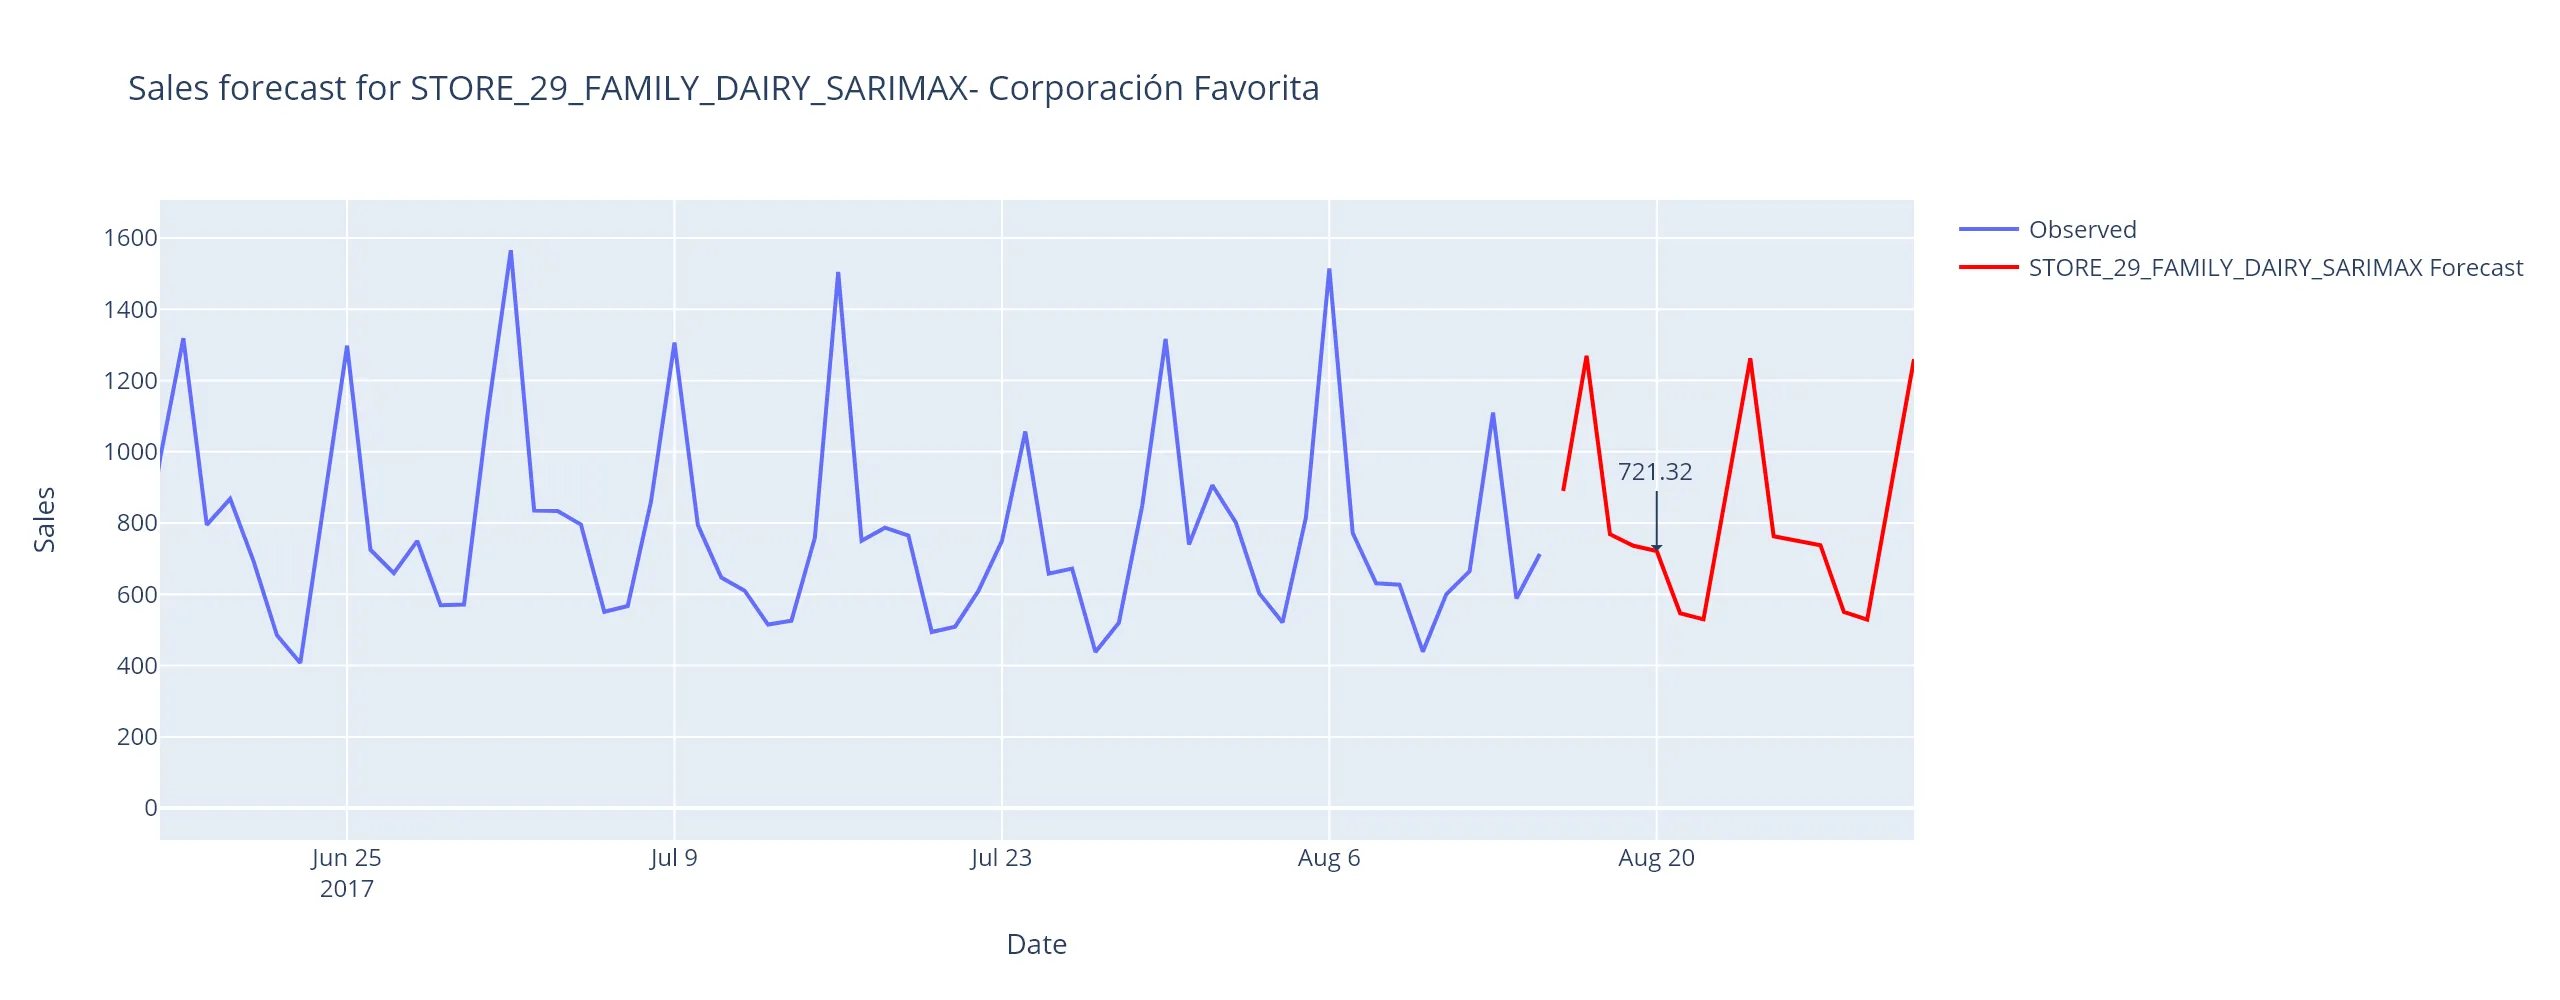 Sales forecast for STORE_29_FAMILY_DAIRY_SARIMAX- Corporación Favorita
Observed
STORE_29_FAMILY_DAIRY_SARIMAX Forecast
1600
1400
1200
1000
800
600
400
200
0
Sales
721.32
Jun 25
2017
Jul 9
Jul 23
Aug 6
Aug 20
Date